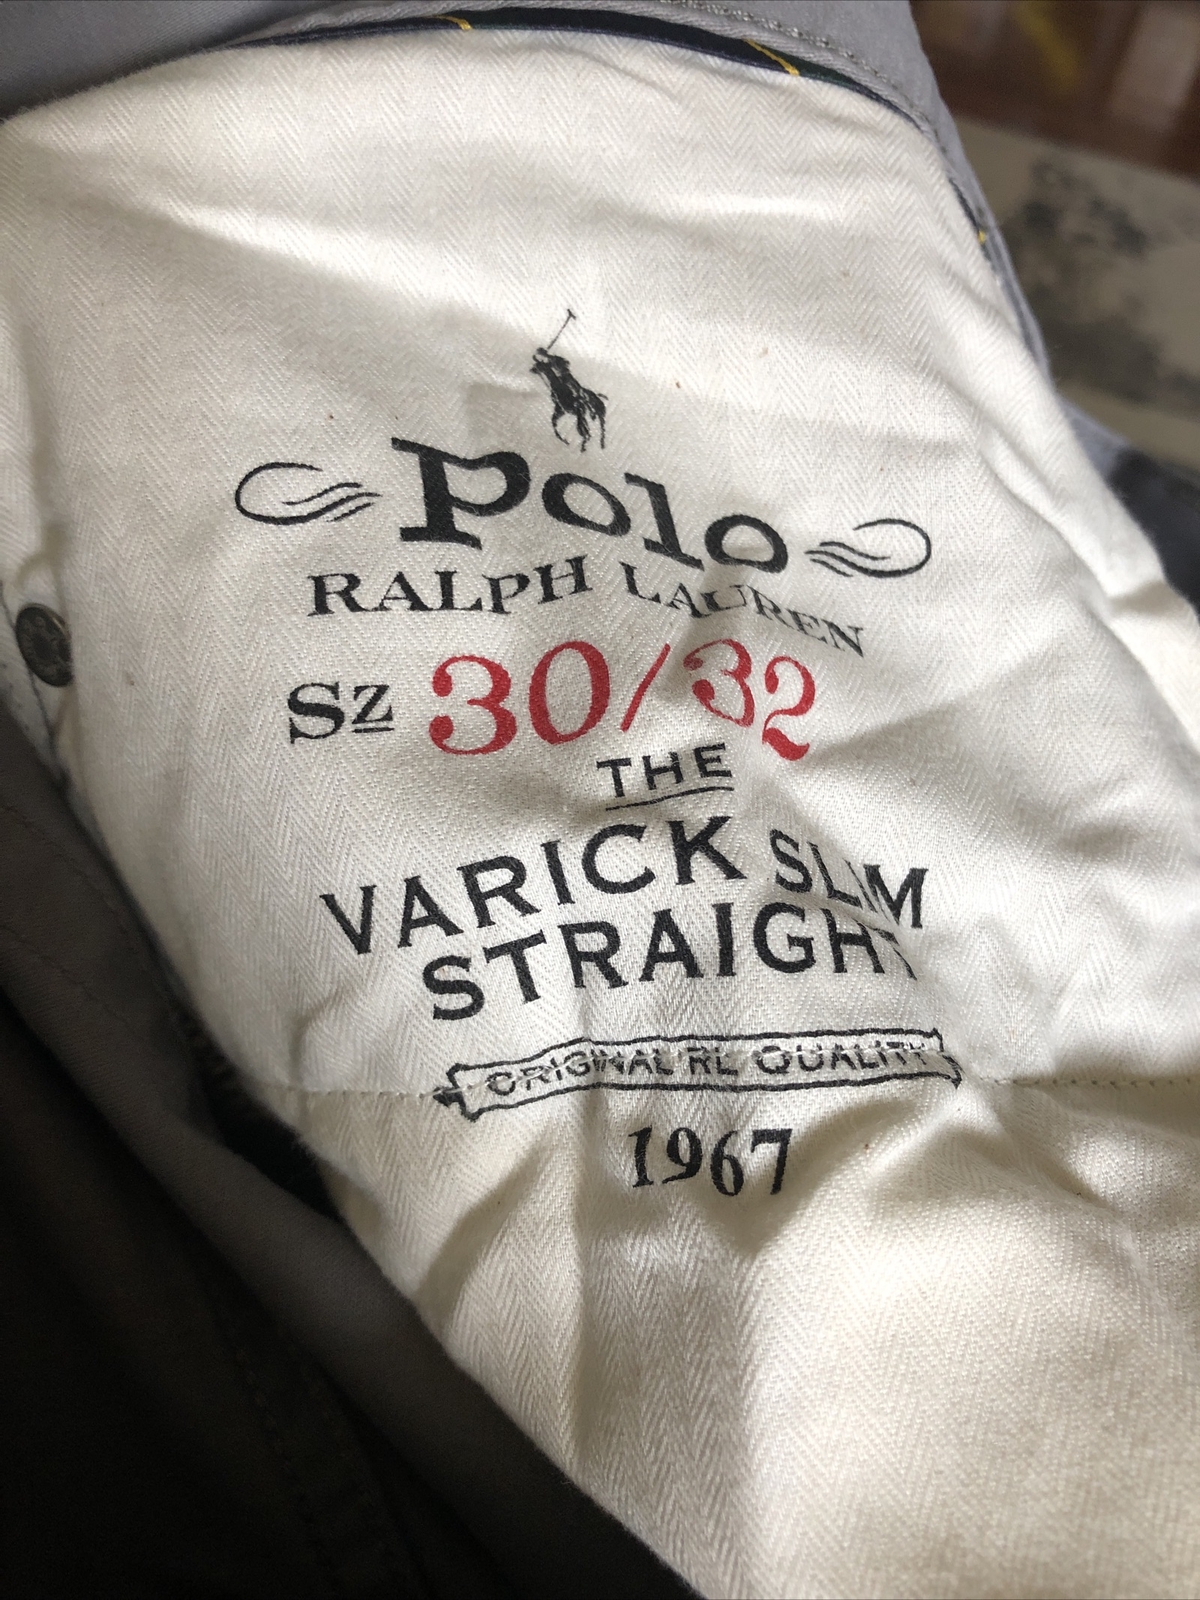 Polo
RALPH LAUREN
Sz 30/32
THE
VARICK SLIM
STRAIGHT
ORIGINAL RL QUALITY
1967